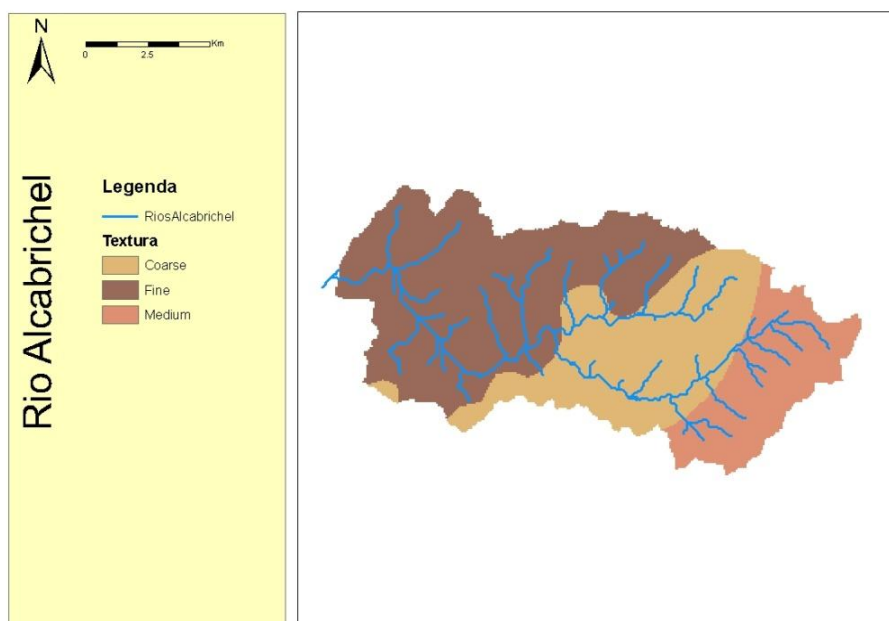 N
Km
0 2.5
Rio Alcabrichel
Legenda
RiosAlcabrichel
Textura
Coarse
Fine
Medium